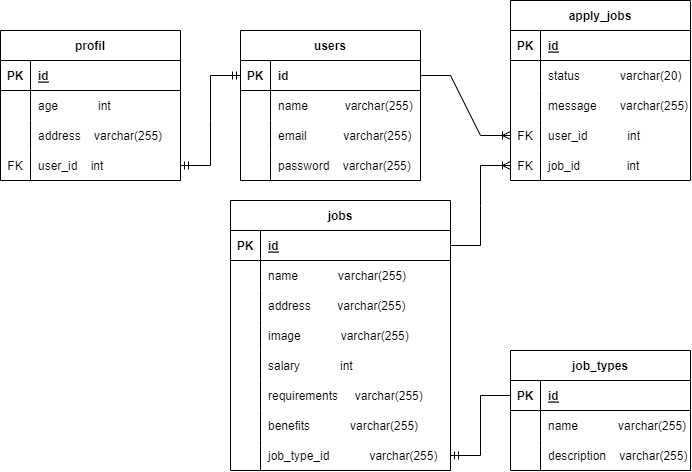 profil
PK id
age int
address varchar(255)
FK user_id int
users
PK id
name varchar(255)
email varchar(255)
password varchar(255)
apply_jobs
PK id
status varchar(20)
message varchar(255)
FK user_id int
FK job_id int
jobs
PK id
name varchar(255)
address varchar(255)
image varchar(255)
salary int
requirements varchar(255)
benefits varchar(255)
job_type_id varchar(255)
job_types
PK id
name varchar(255)
description varchar(255)